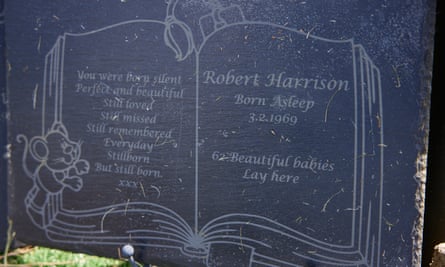 You were born silent
Perfect and beautiful
Still loved
Still missed
Still remembered
Everyday
Stillborn
But still born.
xxx
Robert Harrison
Born Asleep
3.2.1969
62 Beautiful babies
Lay here